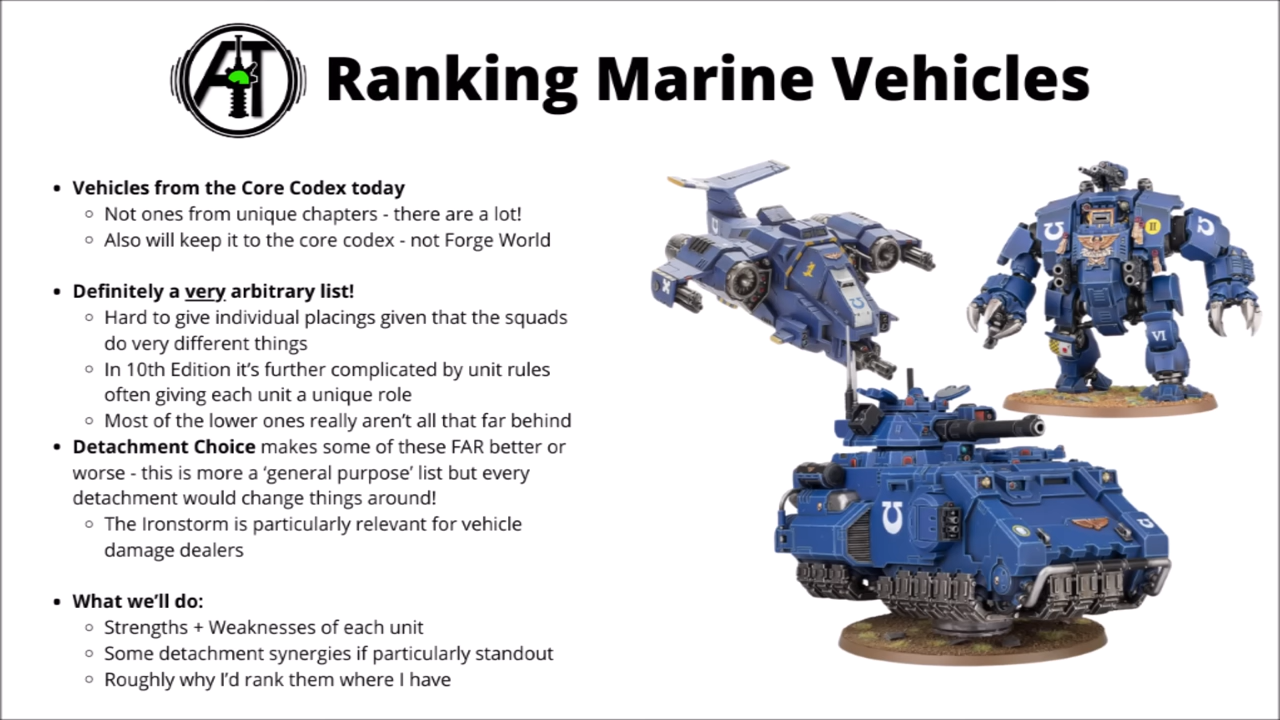 AT
Ranking Marine Vehicles
• Vehicles from the Core Codex today
○ Not ones from unique chapters - there are a lot!
○ Also will keep it to the core codex - not Forge World
• Definitely a very arbitrary list!
○ Hard to give individual placings given that the squads
do very different things
○ In 10th Edition it's further complicated by unit rules
often giving each unit a unique role
○ Most of the lower ones really aren't all that far behind
• Detachment Choice makes some of these FAR better or
worse - this is more a 'general purpose' list but every
detachment would change things around!
○ The Ironstorm is particularly relevant for vehicle
damage dealers
• What we'll do:
○ Strengths + Weaknesses of each unit
○ Some detachment synergies if particularly standout
○ Roughly why I'd rank them where I have
II
VI